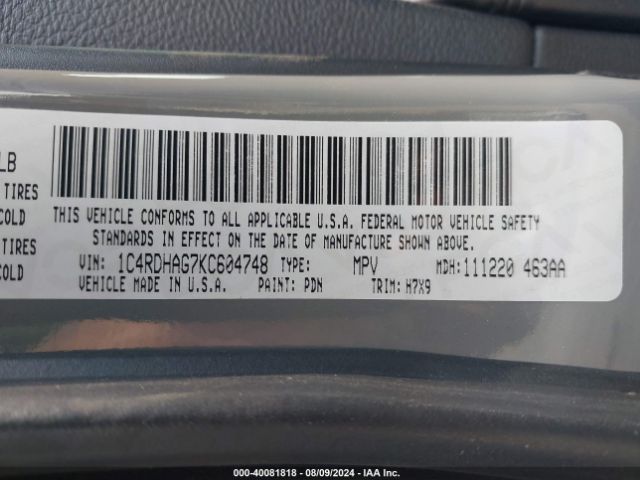 LB
TIRES
COLD
TIRES
COLD
THIS VEHICLE CONFORMS TO ALL APPLICABLE U.S.A. FEDERAL MOTOR VEHICLE SAFETY
STANDARDS IN EFFECT ON THE DATE OF MANUFACTURE SHOWN ABOVE.
VIN: 1C4RDHAG7KC604748 TYPE: MPV MDH:111220 463AA
VEHICLE MADE IN U.S.A. PAINT: PDN TRIM: H7X9
#IAAI-40081818 - 08/09/2024 - IAA Inc.